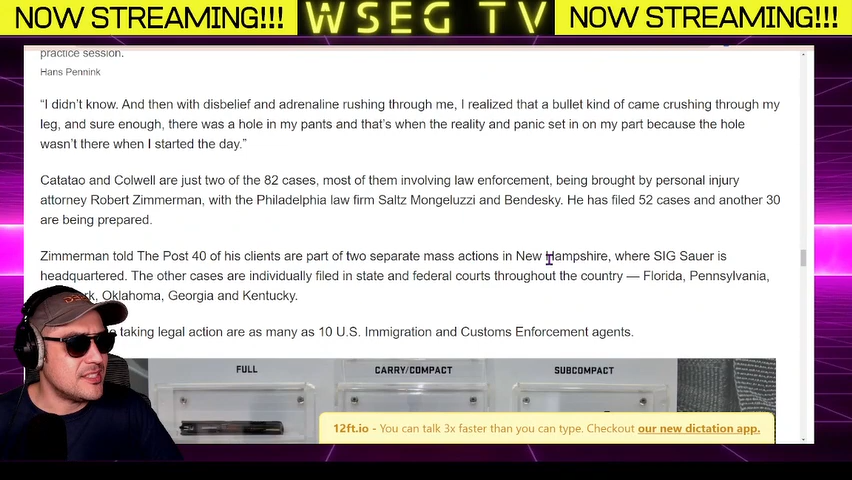 NOW STREAMING!!! WSEG TV NOW STREAMING!!!
practice session.
Hans Pennink
“I didn’t know. And then with disbelief and adrenaline rushing through me, I realized that a bullet kind of came crushing through my
leg, and sure enough, there was a hole in my pants and that’s when the reality and panic set in on my part because the hole
wasn’t there when I started the day.”
Catatao and Colwell are just two of the 82 cases, most of them involving law enforcement, being brought by personal injury
attorney Robert Zimmerman, with the Philadelphia law firm Saltz Mongeluzzi and Bendesky. He has filed 52 cases and another 30
are being prepared.
Zimmerman told The Post 40 of his clients are part of two separate mass actions in New Hampshire, where SIG Sauer is
headquartered. The other cases are individually filed in state and federal courts throughout the country — Florida, Pennsylvania,
Oklahoma, Georgia and Kentucky.
taking legal action are as many as 10 U.S. Immigration and Customs Enforcement agents.
FULL CARRY/COMPACT SUBCOMPACT
12ft.io - You can talk 3x faster than you can type. Checkout our new dictation app.